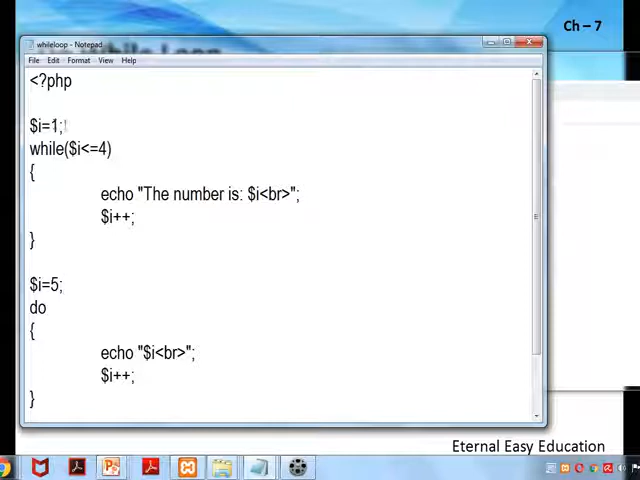 Ch – 7
whileloop - Notepad
File Edit Format View Help
<?php
$i=1;
while($i<=4)
{
echo "The number is: $i<br>";
$i++;
}
$i=5;
do
{
echo "$i<br>";
$i++;
}
Eternal Easy Education